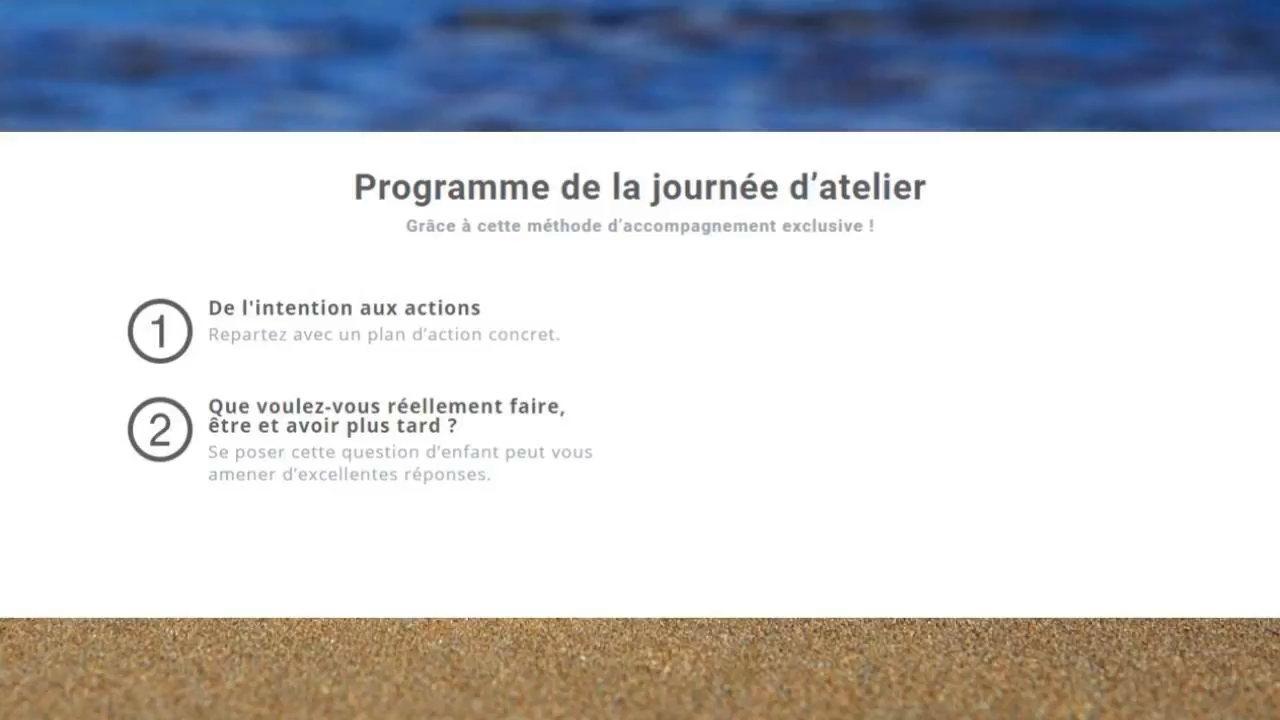 Programme de la journée d’atelier
Grâce à cette méthode d’accompagnement exclusive !
1
De l'intention aux actions
Repartez avec un plan d’action concret.
2
Que voulez-vous réellement faire,
être et avoir plus tard ?
Se poser cette question d’enfant peut vous
amener d’excellentes réponses.